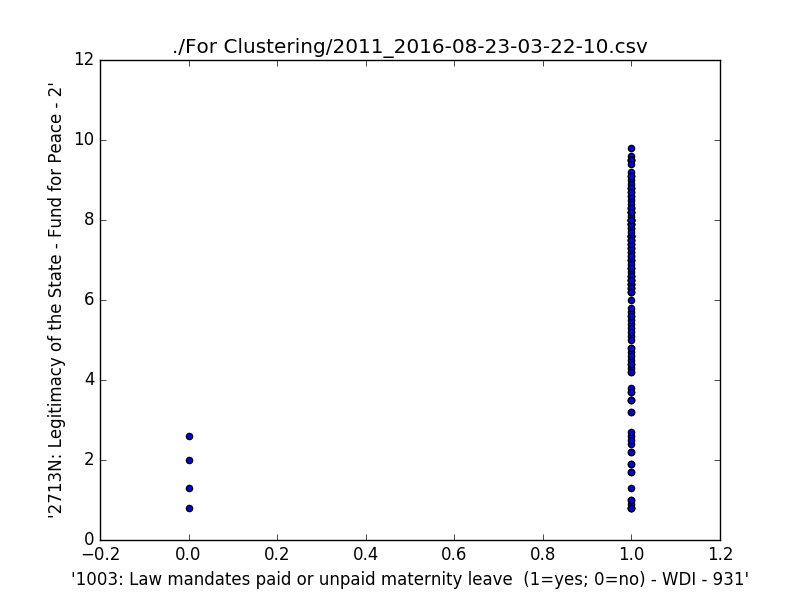 ./For Clustering/2011_2016-08-23-03-22-10.csv
12
10
8
6
4
2
0
'2713N: Legitimacy of the State - Fund for Peace - 2'
−0.2 0.0 0.2 0.4 0.6 0.8 1.0 1.2
'1003: Law mandates paid or unpaid maternity leave  (1=yes; 0=no) - WDI - 931'